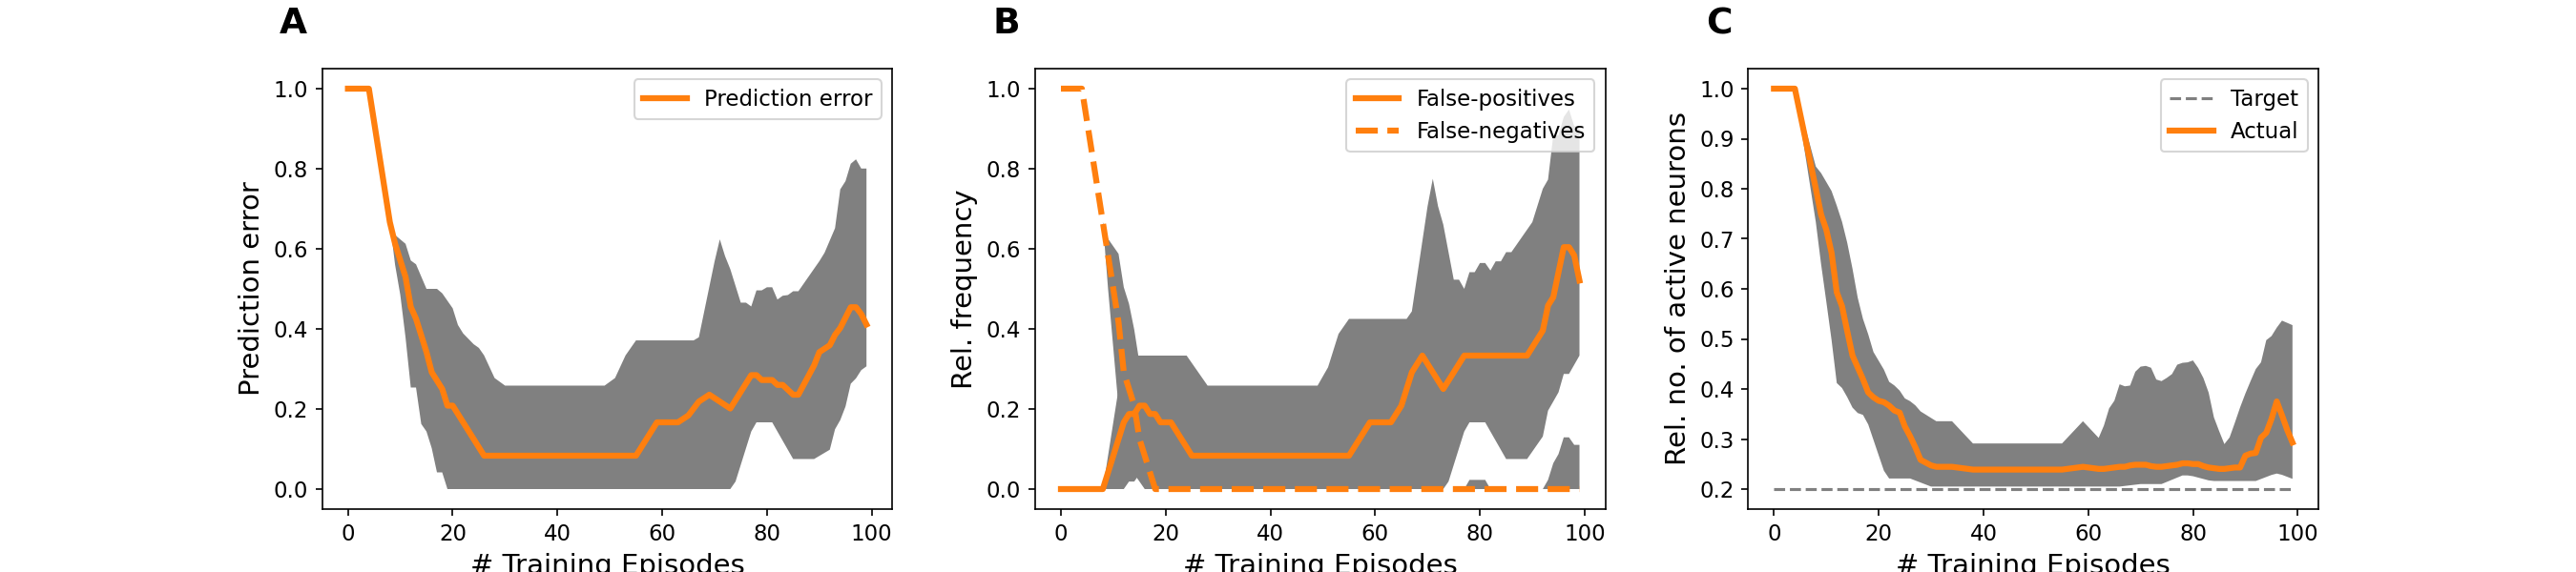 A
Prediction error
1.0
0.8
0.6
0.4
0.2
0.0
0 20 40 60 80 100
# Training Episodes
Prediction error
B
Rel. frequency
1.0
0.8
0.6
0.4
0.2
0.0
0 20 40 60 80 100
# Training Episodes
False-positives
False-negatives
C
Rel. no. of active neurons
1.0
0.9
0.8
0.7
0.6
0.5
0.4
0.3
0.2
0 20 40 60 80 100
# Training Episodes
Target
Actual